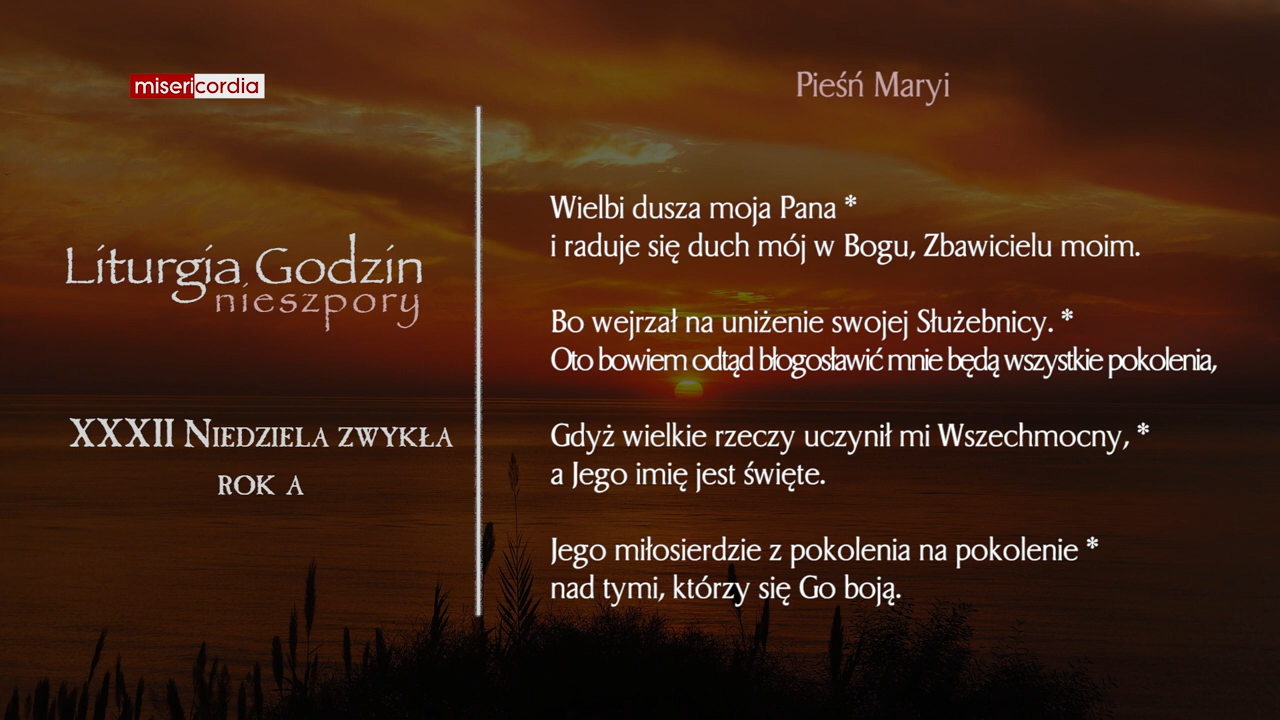 misericordia
Liturgia Godzin
nieszpory
XXXII Niedziela zwykła
rok a
Pieśń Maryi
Wielbi dusza moja Pana *
i raduje się duch mój w Bogu, Zbawicielu moim.
Bo wejrzał na uniżenie swojej Służebnicy. *
Oto bowiem odtąd błogosławić mnie będą wszystkie pokolenia,
Gdyż wielkie rzeczy uczynił mi Wszechmocny, *
a Jego imię jest święte.
Jego miłosierdzie z pokolenia na pokolenie *
nad tymi, którzy się Go boją.